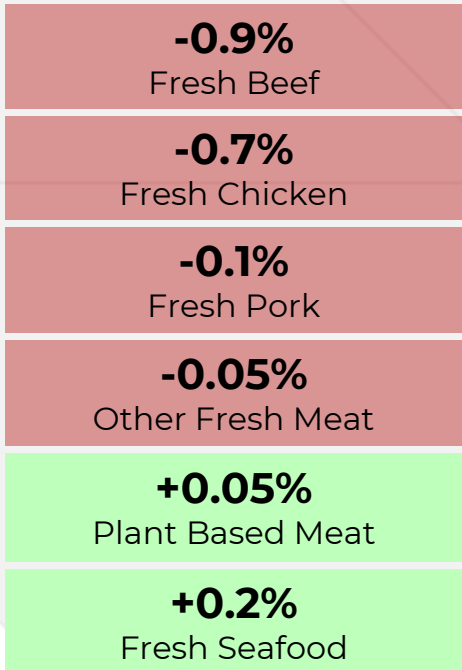 -0.9%
Fresh Beef
-0.7%
Fresh Chicken
-0.1%
Fresh Pork
-0.05%
Other Fresh Meat
+0.05%
Plant Based Meat
+0.2%
Fresh Seafood